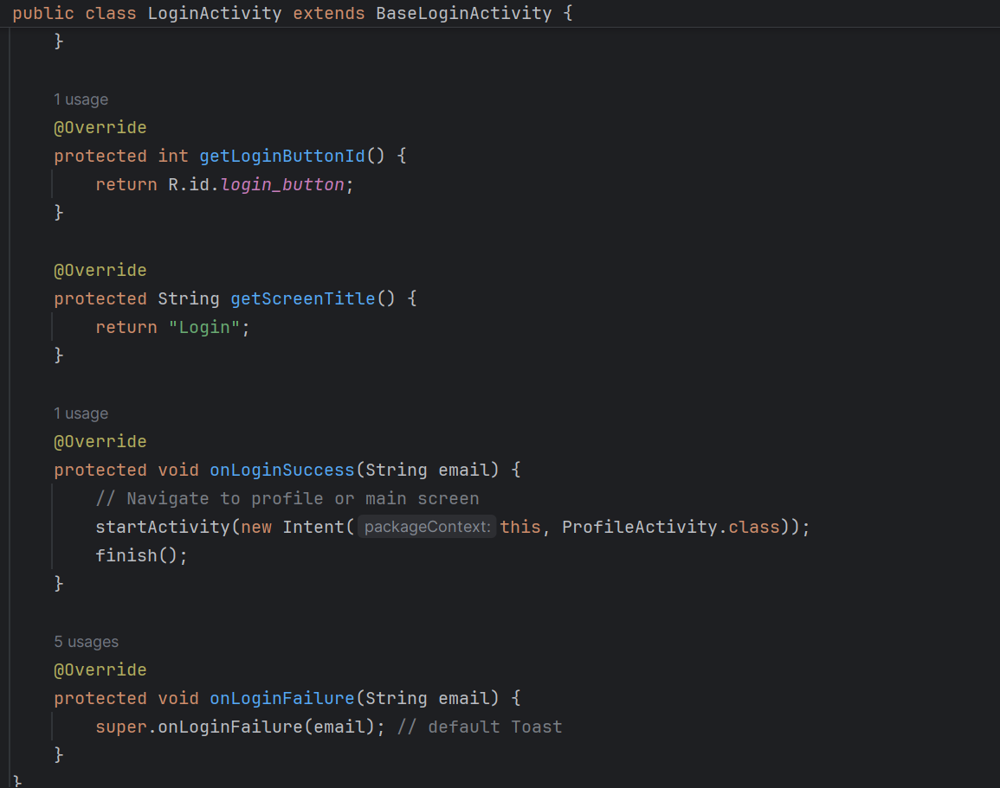 public class LoginActivity extends BaseLoginActivity {
    }

    1 usage
    @Override
    protected int getLoginButtonId() {
        return R.id.login_button;
    }

    @Override
    protected String getScreenTitle() {
        return "Login";
    }

    1 usage
    @Override
    protected void onLoginSuccess(String email) {
        // Navigate to profile or main screen
        startActivity(new Intent( packageContext: this, ProfileActivity.class));
        finish();
    }

    5 usages
    @Override
    protected void onLoginFailure(String email) {
        super.onLoginFailure(email); // default Toast
    }
}